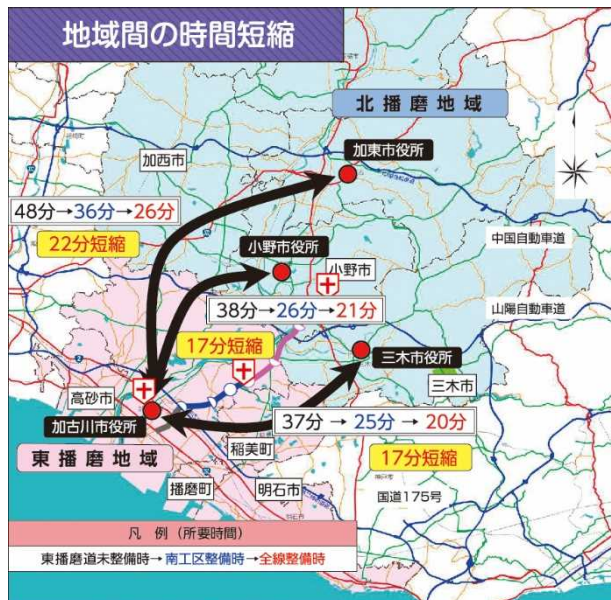 地域間の時間短縮
北播磨地域
加西市
加東市役所
48分→36分→26分
22分短縮
中国自動車道
小野市役所
小野市
38分→26分→21分
山陽自動車道
17分短縮
三木市役所
三木市
高砂市
加古川市役所
37分→25分→20分
稲美町
東播磨地域
17分短縮
播磨町
明石市
国道175号
凡 例（所要時間）
東播磨道未整備時→南工区整備時→全線整備時